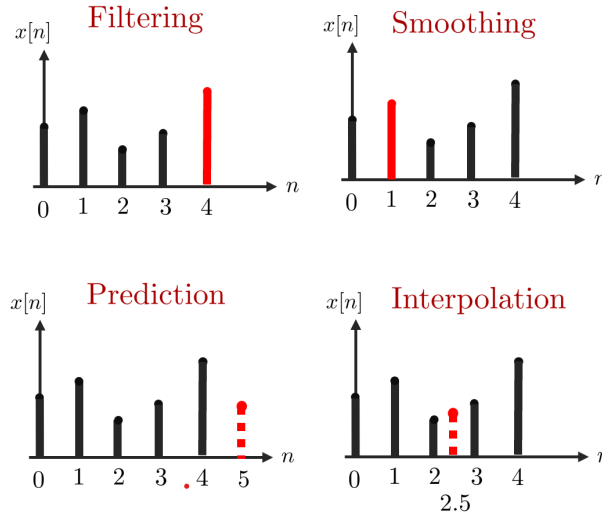 Filtering
x[n]
n
0 1 2 3 4
Smoothing
x[n]
0 1 2 3 4
Prediction
x[n]
n
0 1 2 3 4 5
Interpolation
x[n]
0 1 2 3 4
2.5